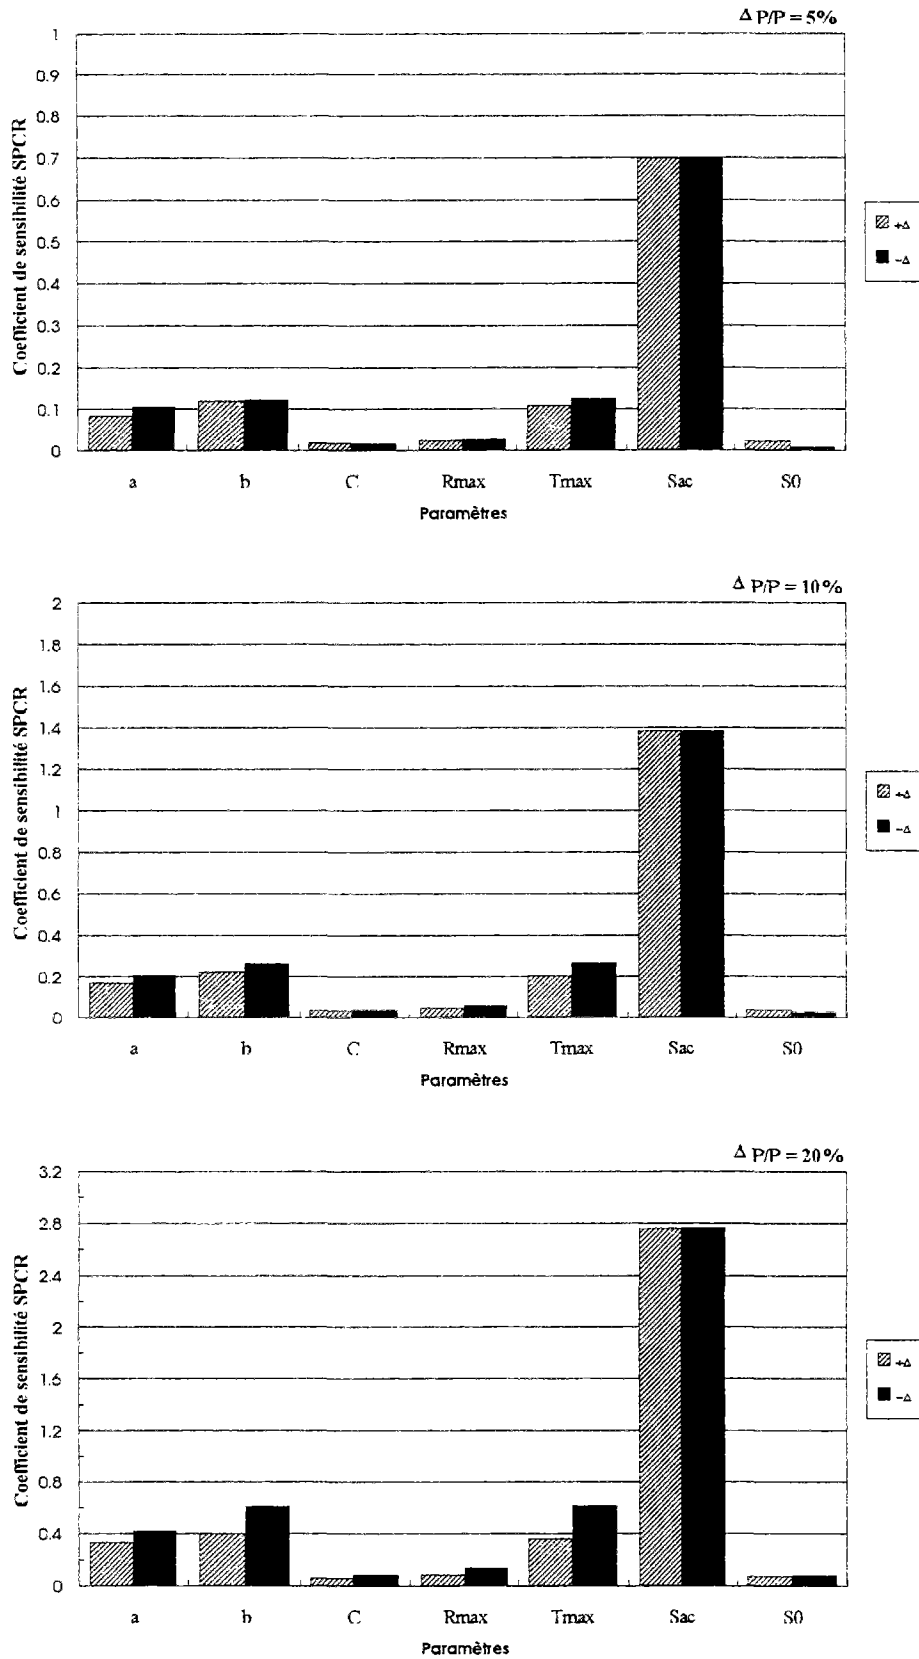 Δ P/P = 5%
Coefficient de sensibilité SPCR
1
0.9
0.8
0.7
0.6
0.5
0.4
0.3
0.2
0.1
0
a b C Rmax Tmax Sac S0
Paramètres
+Δ
-Δ
Δ P/P = 10%
Coefficient de sensibilité SPCR
2
1.8
1.6
1.4
1.2
1
0.8
0.6
0.4
0.2
0
a b C Rmax Tmax Sac S0
Paramètres
+Δ
-Δ
Δ P/P = 20%
Coefficient de sensibilité SPCR
3.2
2.8
2.4
2
1.6
1.2
0.8
0.4
0
a b C Rmax Tmax Sac S0
Paramètres
+Δ
-Δ